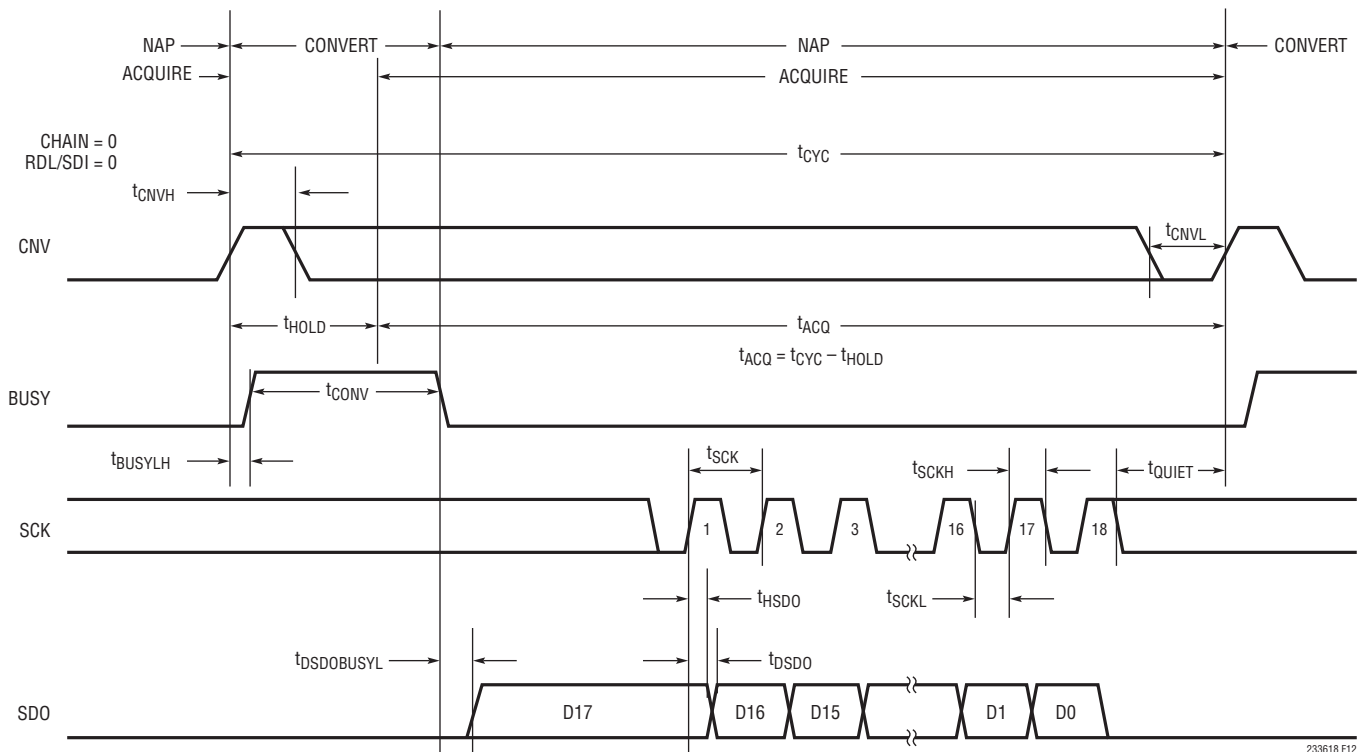 NAP CONVERT NAP CONVERT
ACQUIRE ACQUIRE
CHAIN = 0
RDL/SDI = 0
tCYC
tCNVH
CNV
tCNVL
tHOLD tACQ
tACQ = tCYC – tHOLD
BUSY
tCONV
tBUSYLH
tSCK
tSCKH
tQUIET
SCK
1 2 3 16 17 18
tHSDO
tSCKL
tDSDOBUSYL
tDSDO
SDO
D17 D16 D15 D1 D0
233618 F12